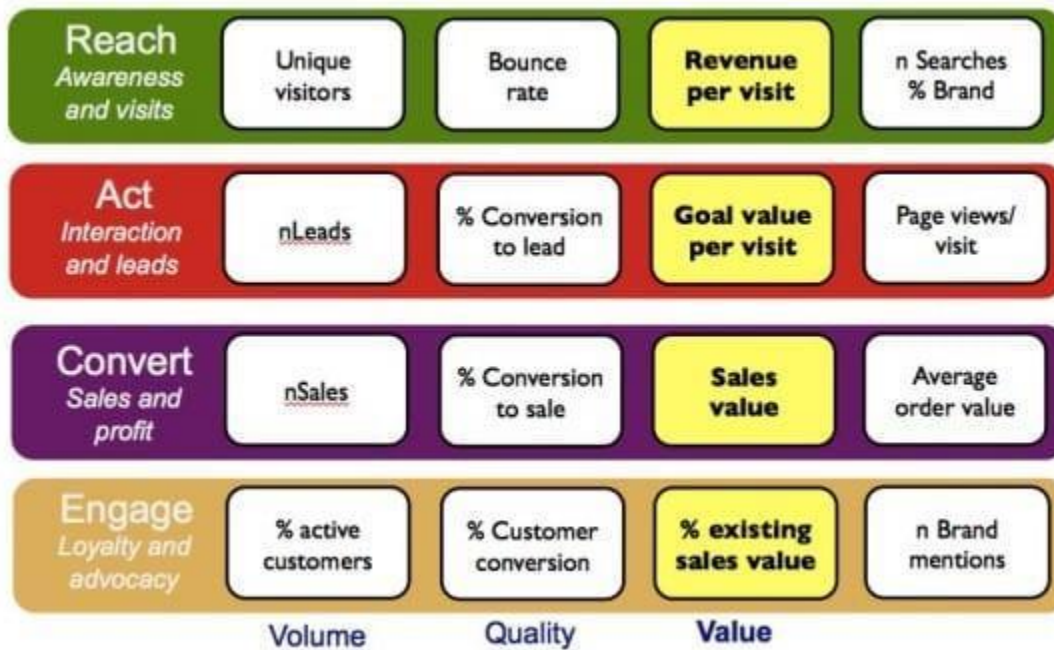 Reach
Awareness
and visits
Unique
visitors
Bounce
rate
Revenue
per visit
n Searches
% Brand
Act
Interaction
and leads
nLeads
% Conversion
to lead
Goal value
per visit
Page views/
visit
Convert
Sales and
profit
nSales
% Conversion
to sale
Sales
value
Average
order value
Engage
Loyalty and
advocacy
% active
customers
% Customer
conversion
% existing
sales value
n Brand
mentions
Volume
Quality
Value